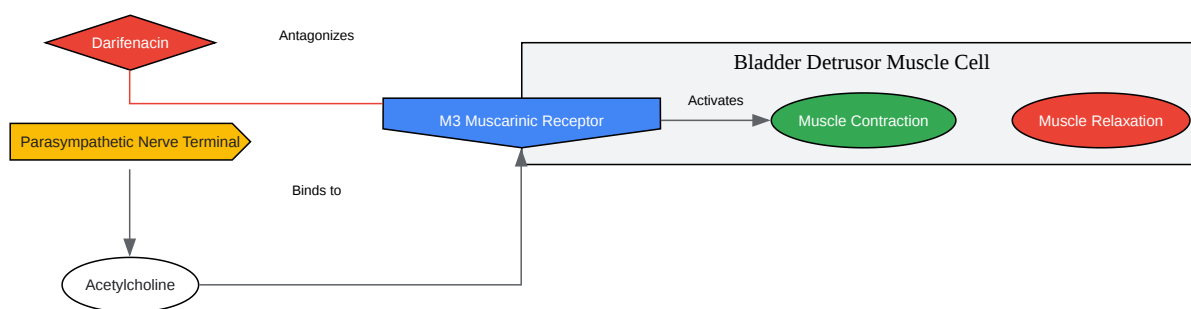 Darifenacin
Antagonizes
Bladder Detrusor Muscle Cell
Activates
M3 Muscarinic Receptor
Muscle Contraction
Muscle Relaxation
Parasympathetic Nerve Terminal
Binds to
Acetylcholine